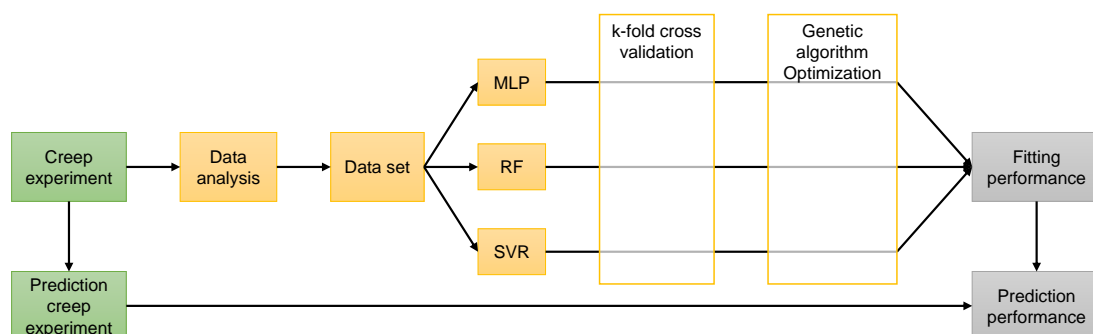 k-fold cross
validation
Genetic
algorithm
Optimization
MLP
Creep
experiment
Data
analysis
Data set
RF
Fitting
performance
SVR
Prediction
creep
experiment
Prediction
performance